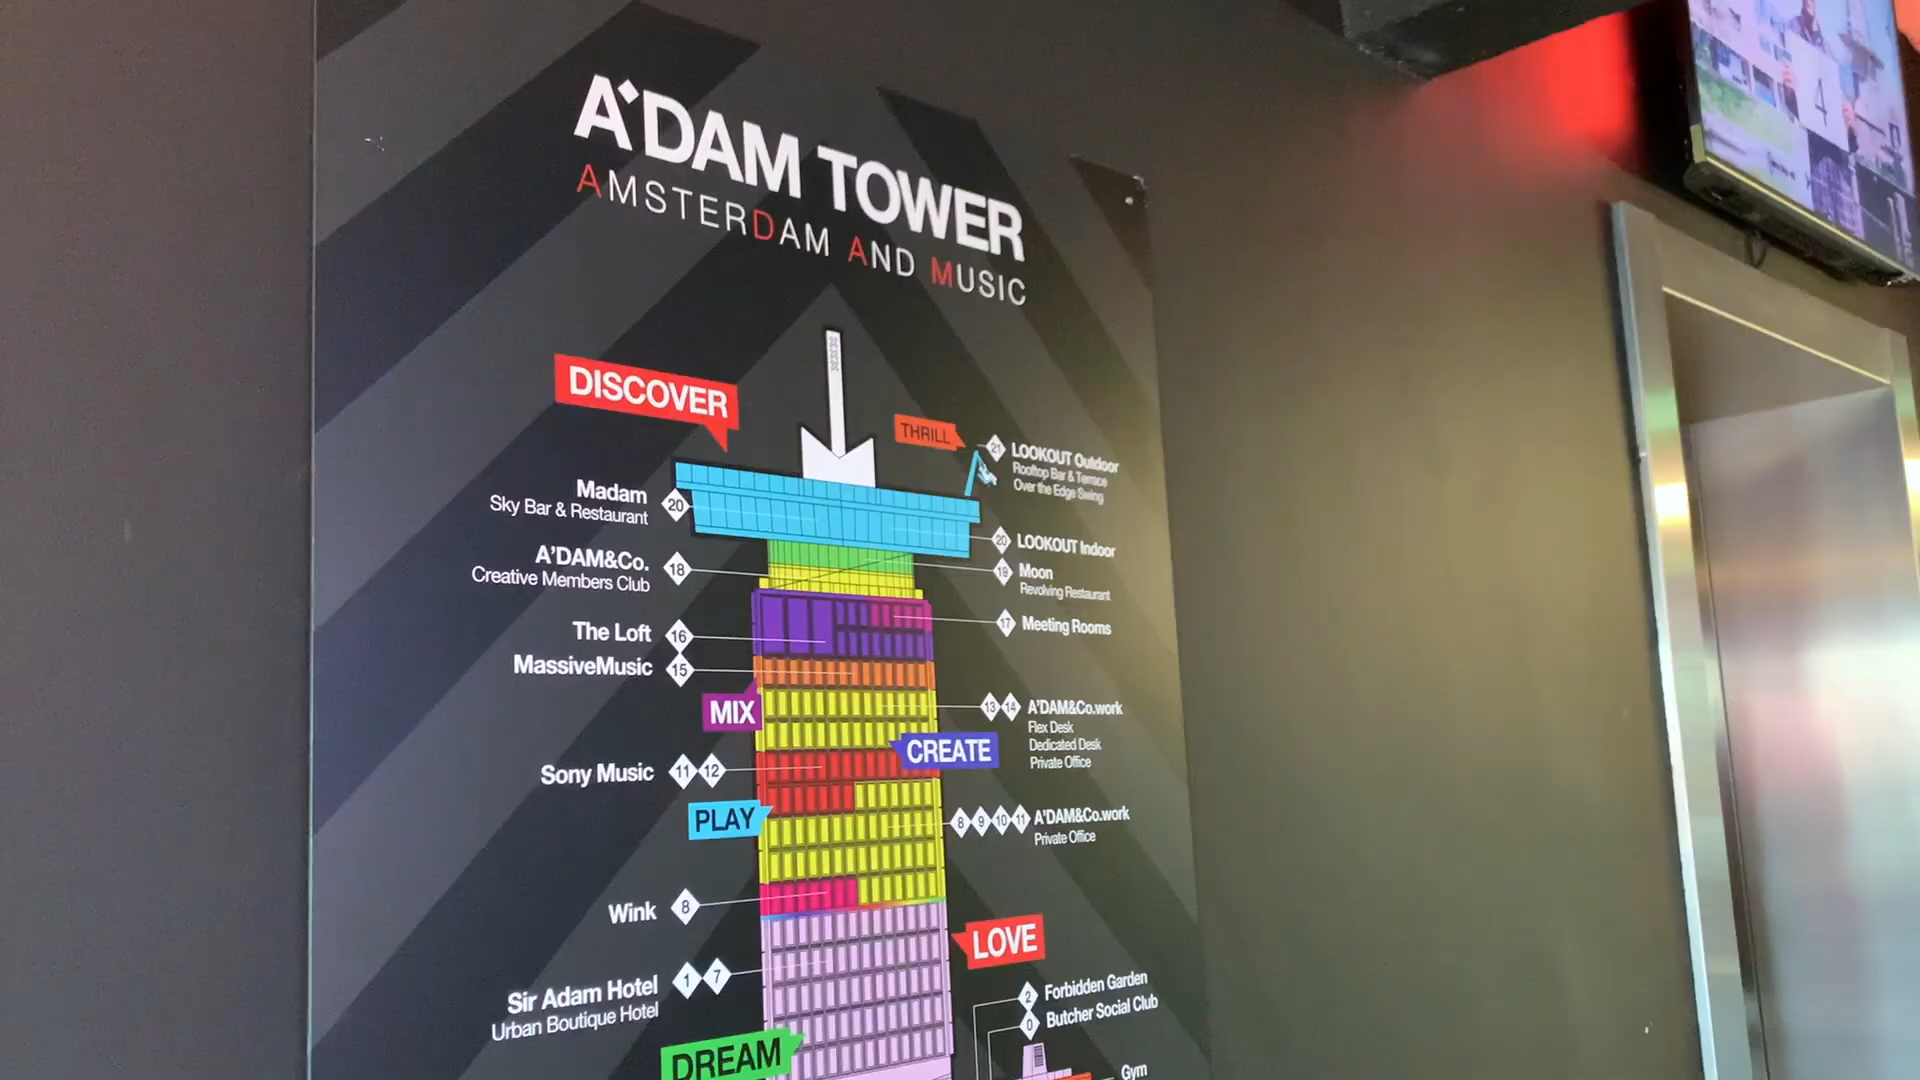 A'DAM TOWER
AMSTERDAM AND MUSIC
DISCOVER
THRILL
21
LOOKOUT Outdoor
Rooftop Bar & Terrace
Over the Edge Swing
Madam
Sky Bar & Restaurant
20
20
LOOKOUT Indoor
A'DAM&Co.
Creative Members Club
18
19
Moon
Revolving Restaurant
17
Meeting Rooms
The Loft
16
MassiveMusic
15
MIX
13 14
A'DAM&Co.work
Flex Desk
Dedicated Desk
Private Office
CREATE
Sony Music
11 12
PLAY
8 9 10 11
A'DAM&Co.work
Private Office
Wink
8
LOVE
Sir Adam Hotel
Urban Boutique Hotel
1 7
2
Forbidden Garden
0
Butcher Social Club
DREAM
Gym
4